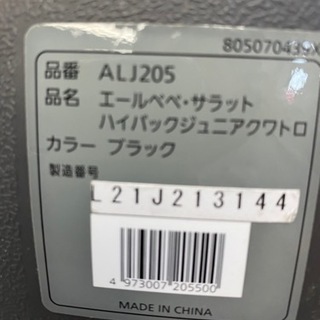 品番 ALJ205
品名 エールベベ・サラット
ハイバックジュニアクワトロ
カラー ブラック
製造番号
L21J213144
4 973007 205500
MADE IN CHINA